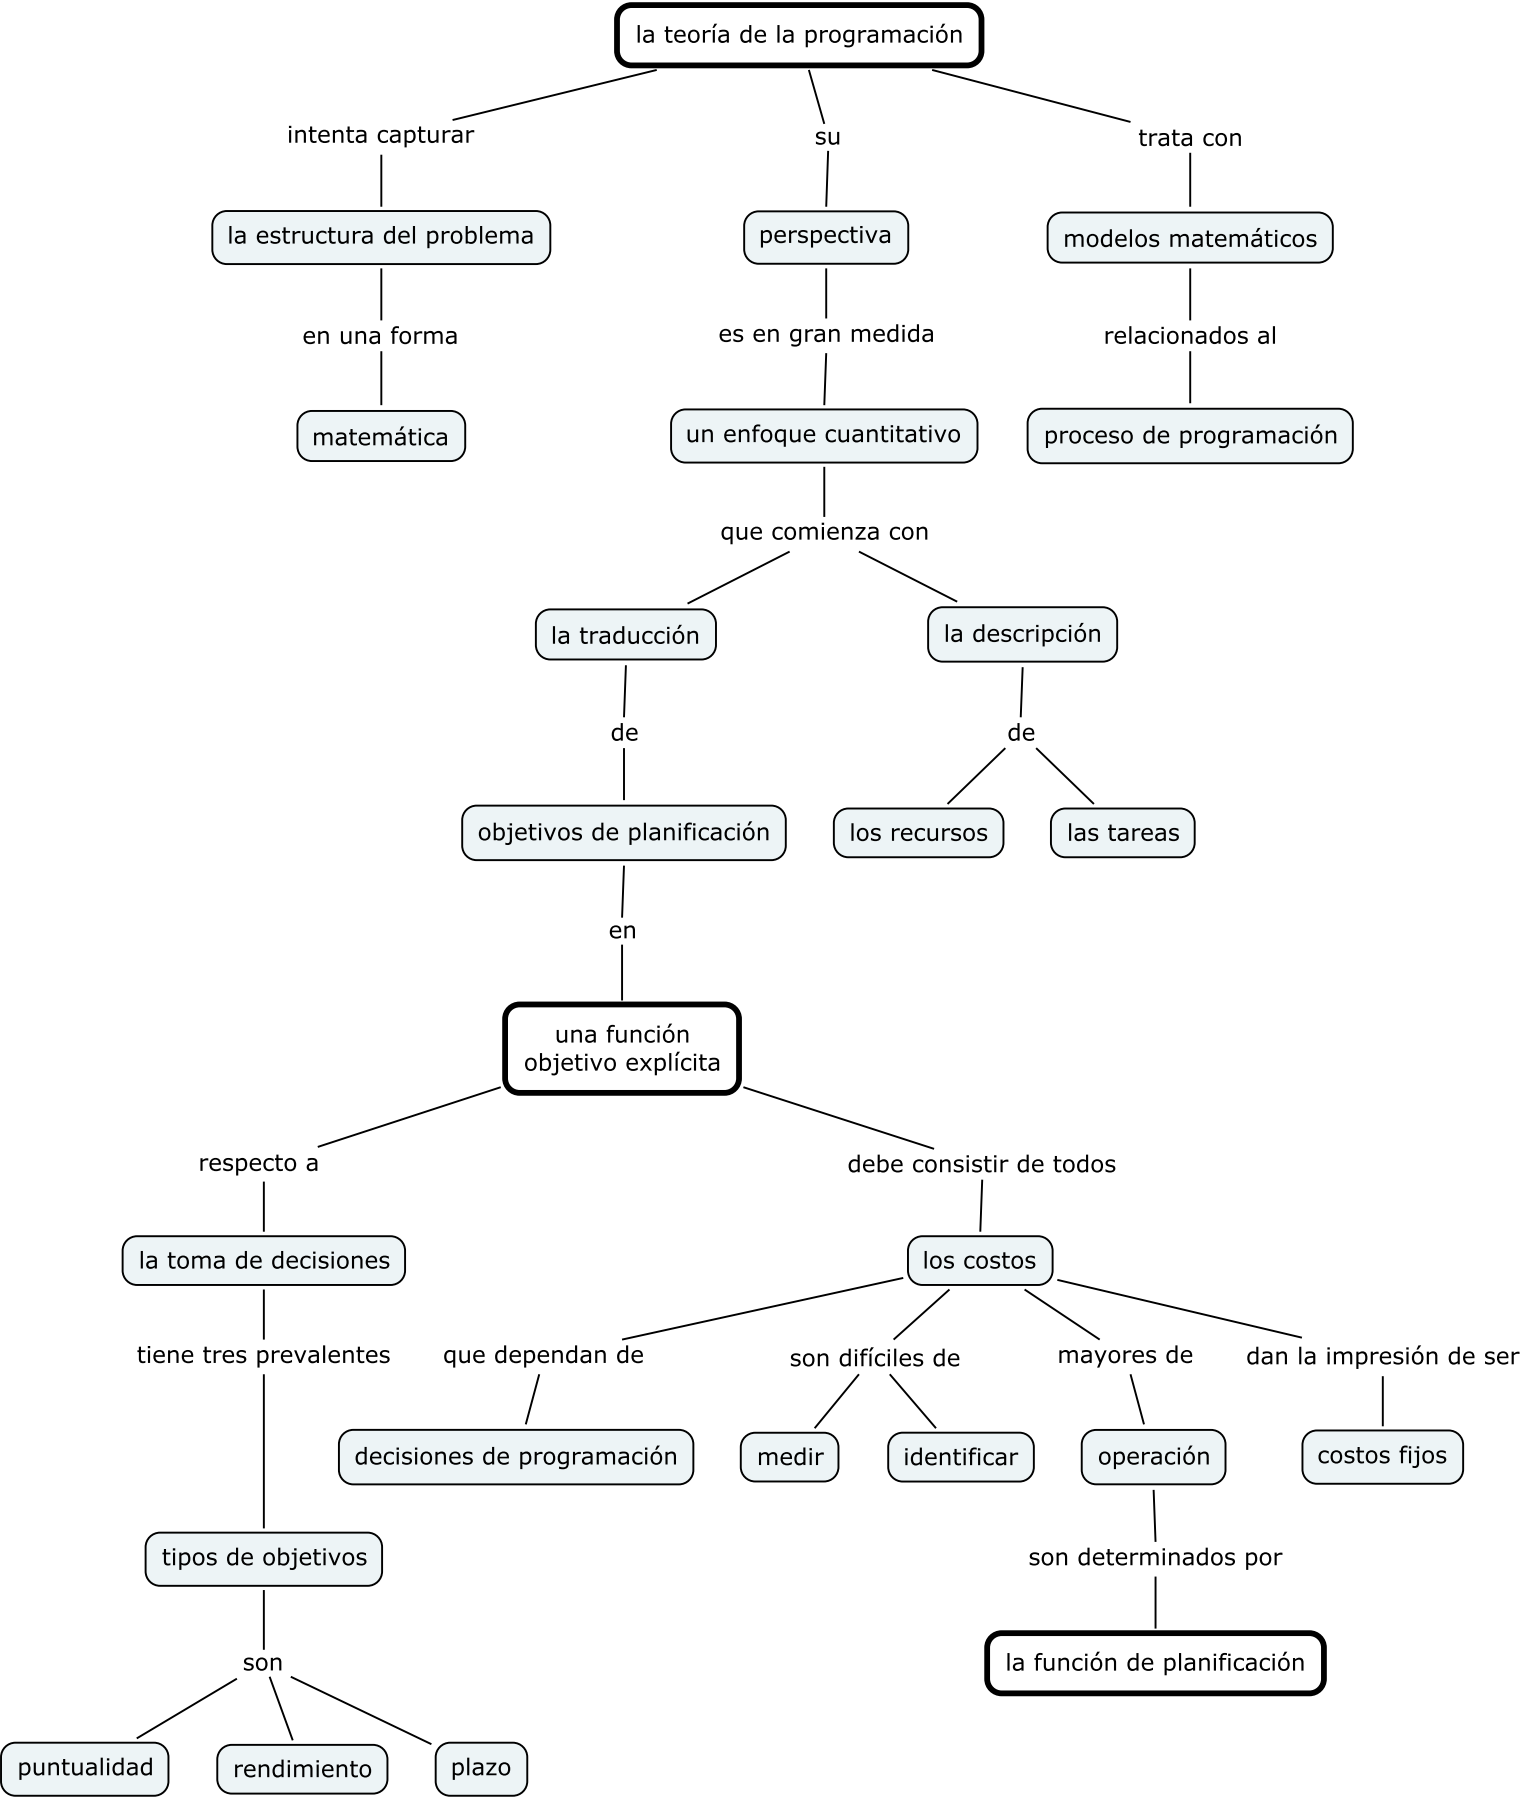 la teoría de la programación
intenta capturar
su
trata con
la estructura del problema
perspectiva
modelos matemáticos
en una forma
es en gran medida
relacionados al
matemática
un enfoque cuantitativo
proceso de programación
que comienza con
la traducción
la descripción
de
de
objetivos de planificación
los recursos
las tareas
en
una función
objetivo explícita
respecto a
debe consistir de todos
la toma de decisiones
los costos
tiene tres prevalentes
que dependan de
son difíciles de
mayores de
dan la impresión de ser
decisiones de programación
medir
identificar
operación
costos fijos
tipos de objetivos
son determinados por
son
la función de planificación
puntualidad
rendimiento
plazo